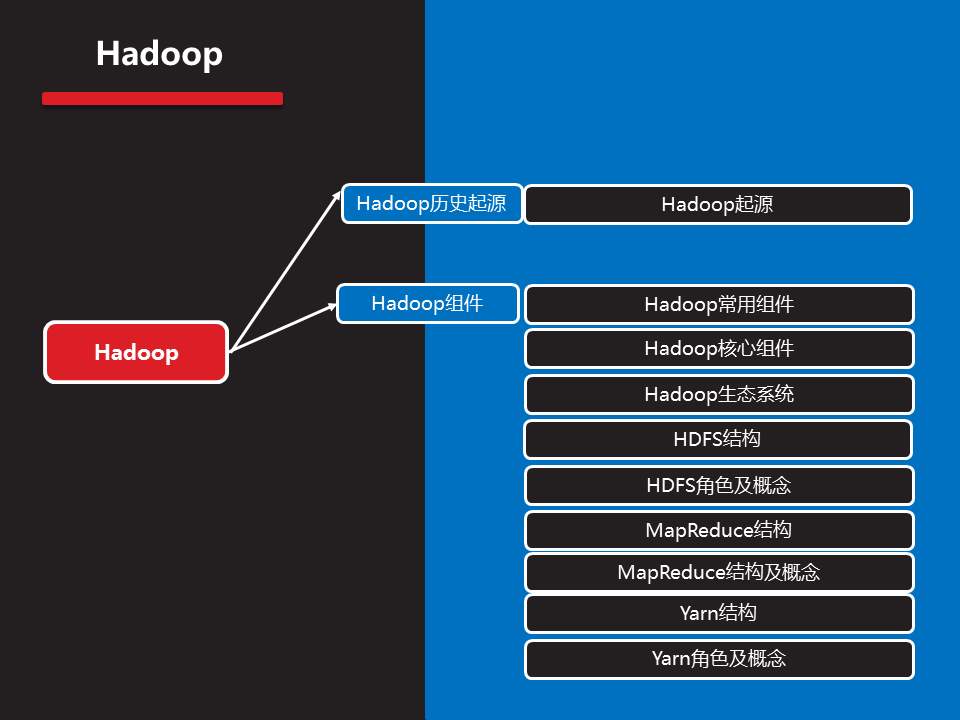 Hadoop
Hadoop历史起源
Hadoop起源
Hadoop
Hadoop组件
Hadoop常用组件
Hadoop核心组件
Hadoop生态系统
HDFS结构
HDFS角色及概念
MapReduce结构
MapReduce结构及概念
Yarn结构
Yarn角色及概念